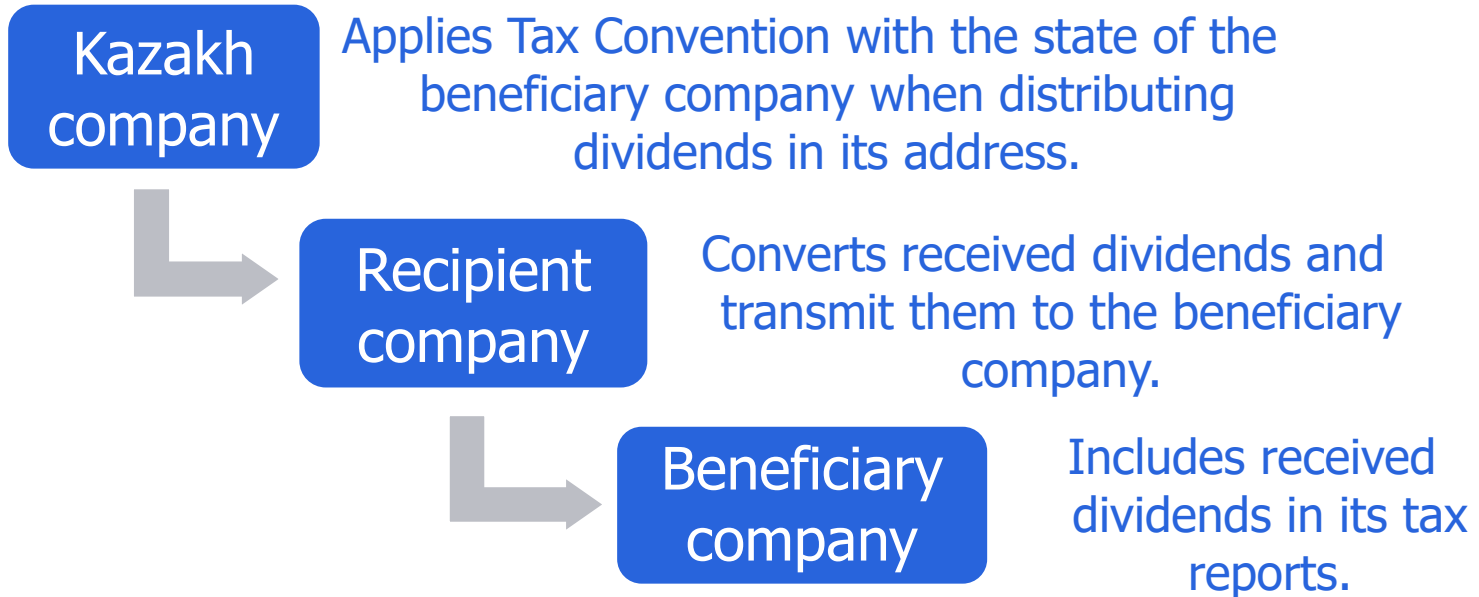 Kazakh
company
Applies Tax Convention with the state of the
beneficiary company when distributing
dividends in its address.
Recipient
company
Converts received dividends and
transmit them to the beneficiary
company.
Beneficiary
company
Includes received
dividends in its tax
reports.